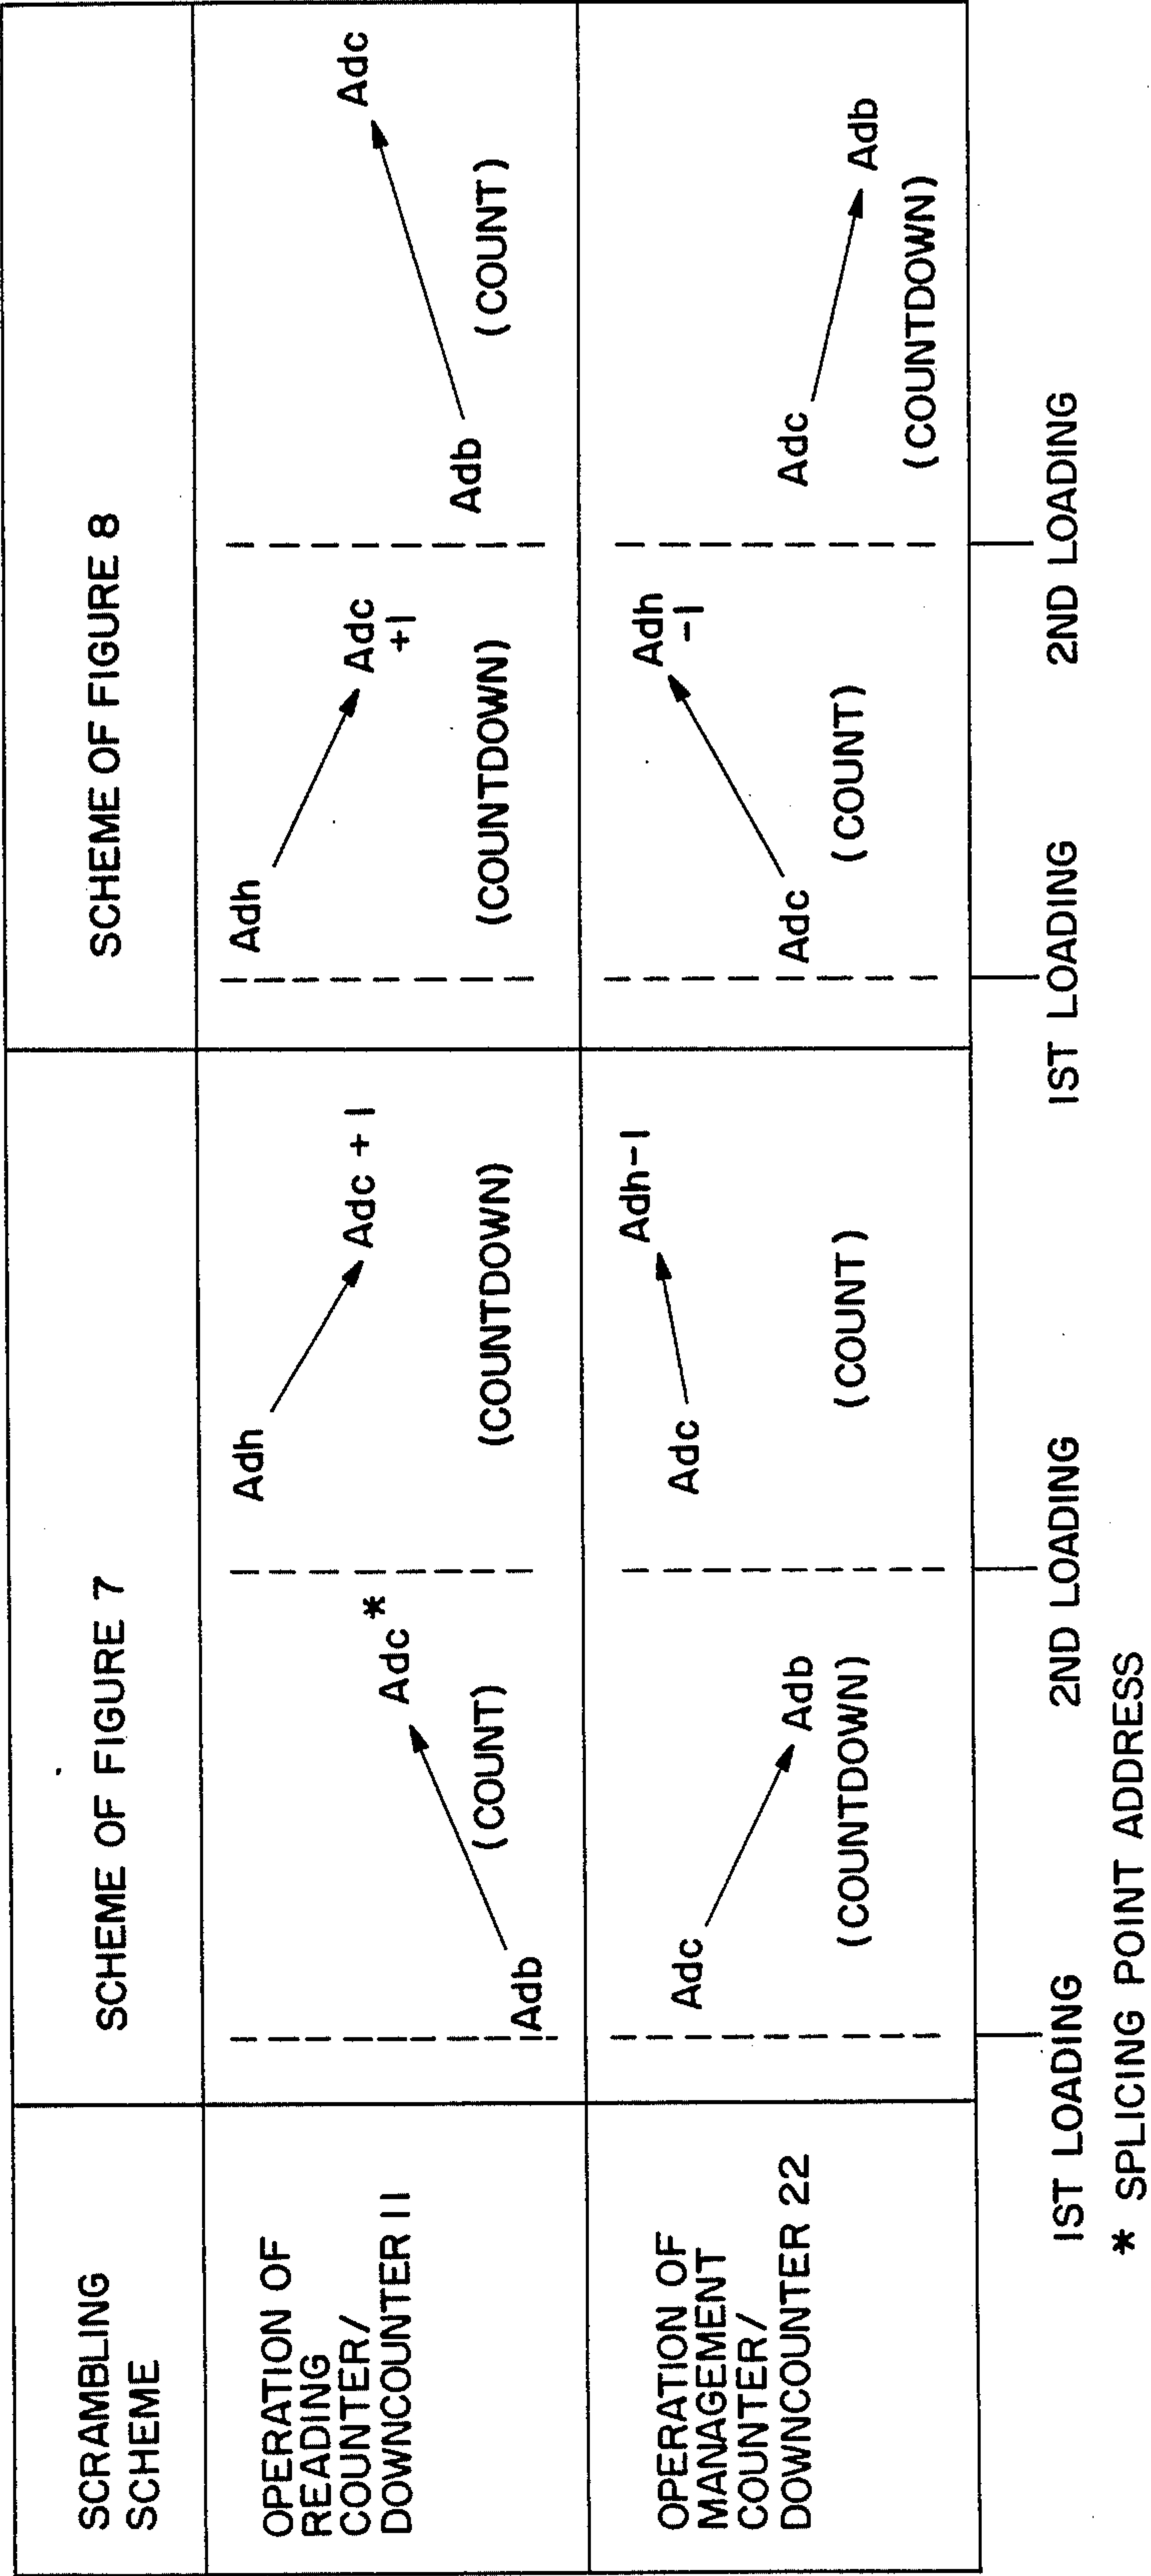 SCRAMBLING
SCHEME
SCHEME OF FIGURE 7
SCHEME OF FIGURE 8
OPERATION OF
READING
COUNTER/
DOWNCOUNTER 11
Adb
Adc*
(COUNT)
Adh
Adc + 1
(COUNTDOWN)
Adh
Adc
+1
(COUNTDOWN)
Adb
Adc
(COUNT)
OPERATION OF
MANAGEMENT
COUNTER/
DOWNCOUNTER 22
Adc
Adb
(COUNTDOWN)
Adc
Adh-1
(COUNT)
Adc
Adh
-1
(COUNT)
Adc
Adb
(COUNTDOWN)
1ST LOADING
2ND LOADING
1ST LOADING
2ND LOADING
* SPLICING POINT ADDRESS